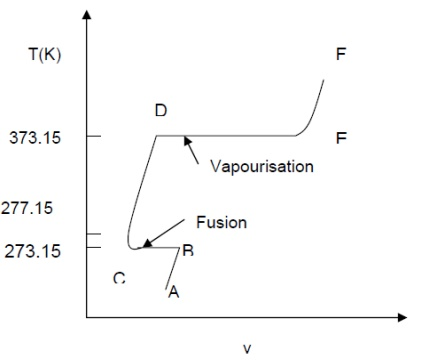 T(K)
F
D
373.15
F
Vapourisation
277.15
Fusion
273.15
B
C
A
v